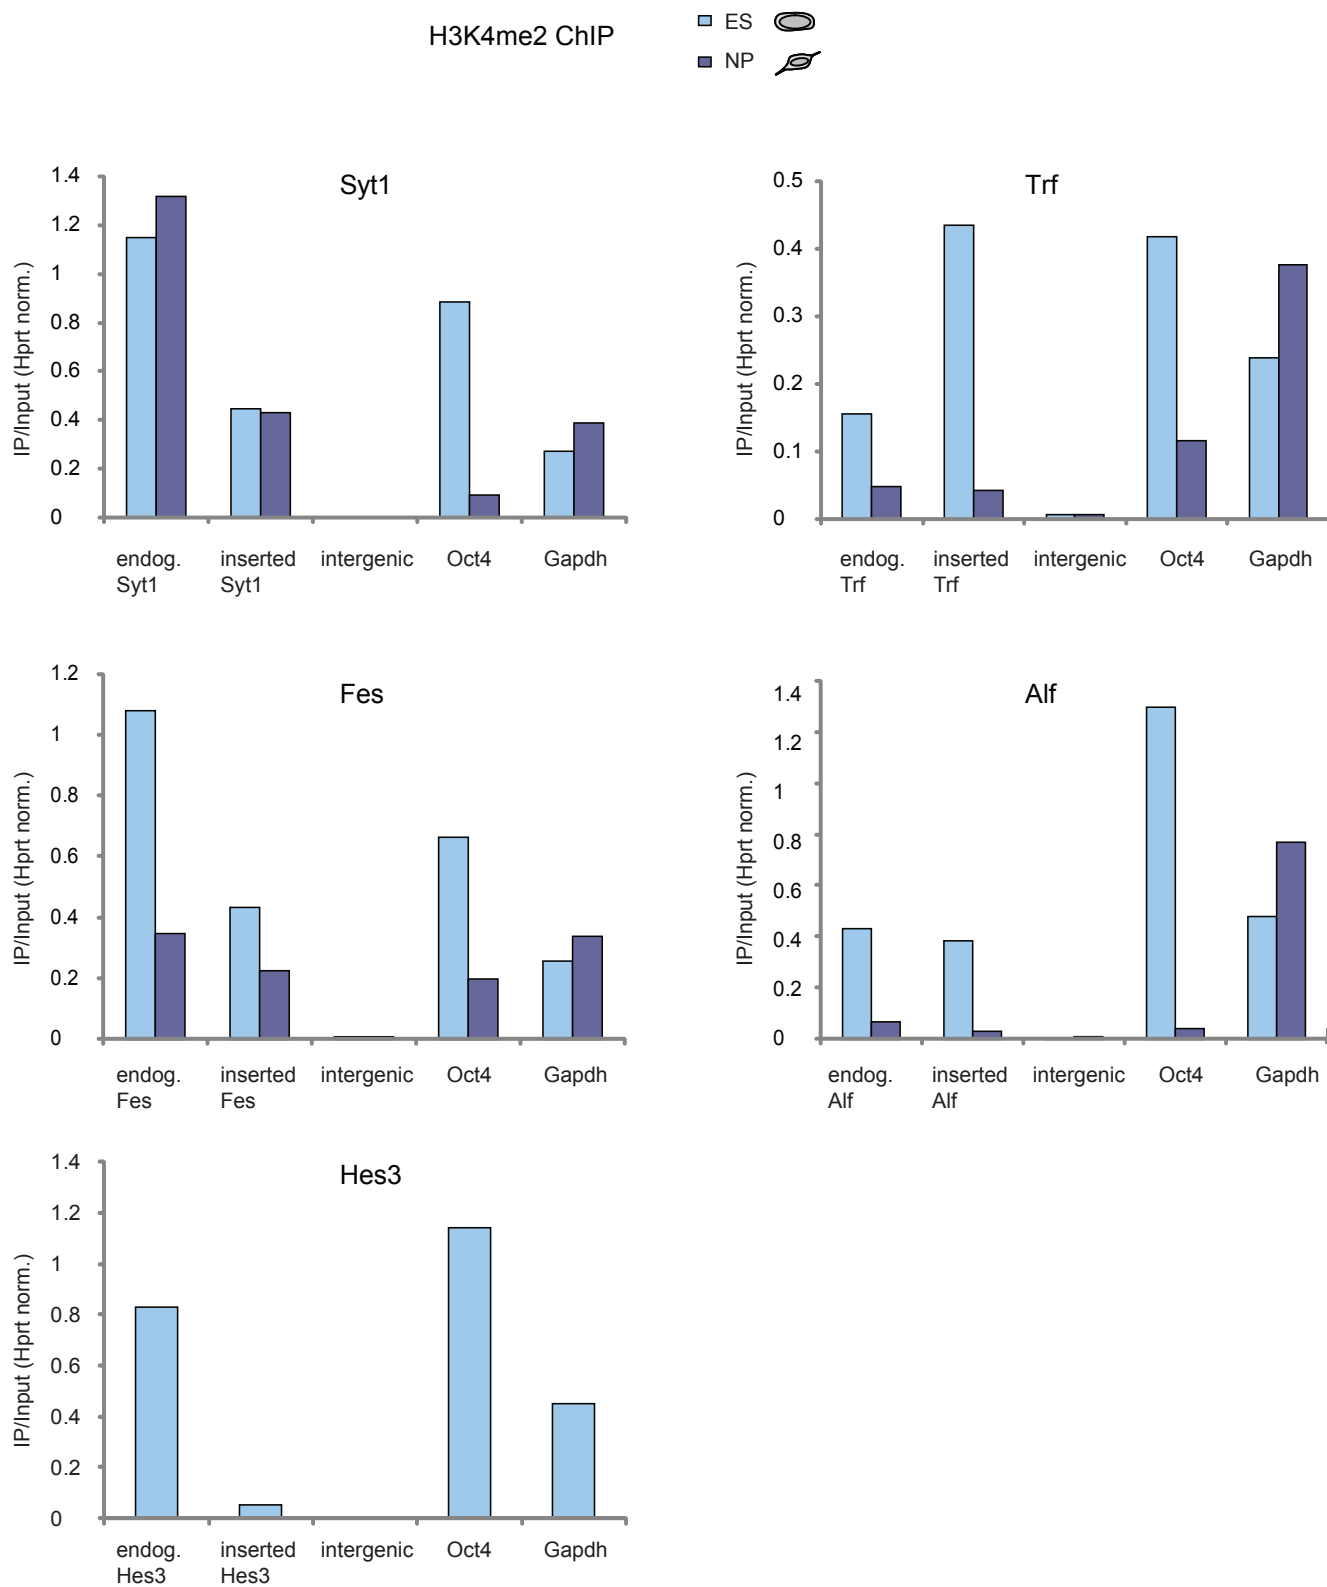 H3K4me2 ChIP
ES
NP
Syt1
IP/Input (Hprt norm.)
1.4
1.2
1
0.8
0.6
0.4
0.2
0
endog. inserted intergenic Oct4 Gapdh
Syt1 Syt1
Trf
IP/Input (Hprt norm.)
0.5
0.4
0.3
0.2
0.1
0
endog. inserted intergenic Oct4 Gapdh
Trf Trf
Fes
IP/Input (Hprt norm.)
1.2
1
0.8
0.6
0.4
0.2
0
endog. inserted intergenic Oct4 Gapdh
Fes Fes
Alf
IP/Input (Hprt norm.)
1.4
1.2
1
0.8
0.6
0.4
0.2
0
endog. inserted intergenic Oct4 Gapdh
Alf Alf
Hes3
IP/Input (Hprt norm.)
1.4
1.2
1
0.8
0.6
0.4
0.2
0
endog. inserted intergenic Oct4 Gapdh
Hes3 Hes3